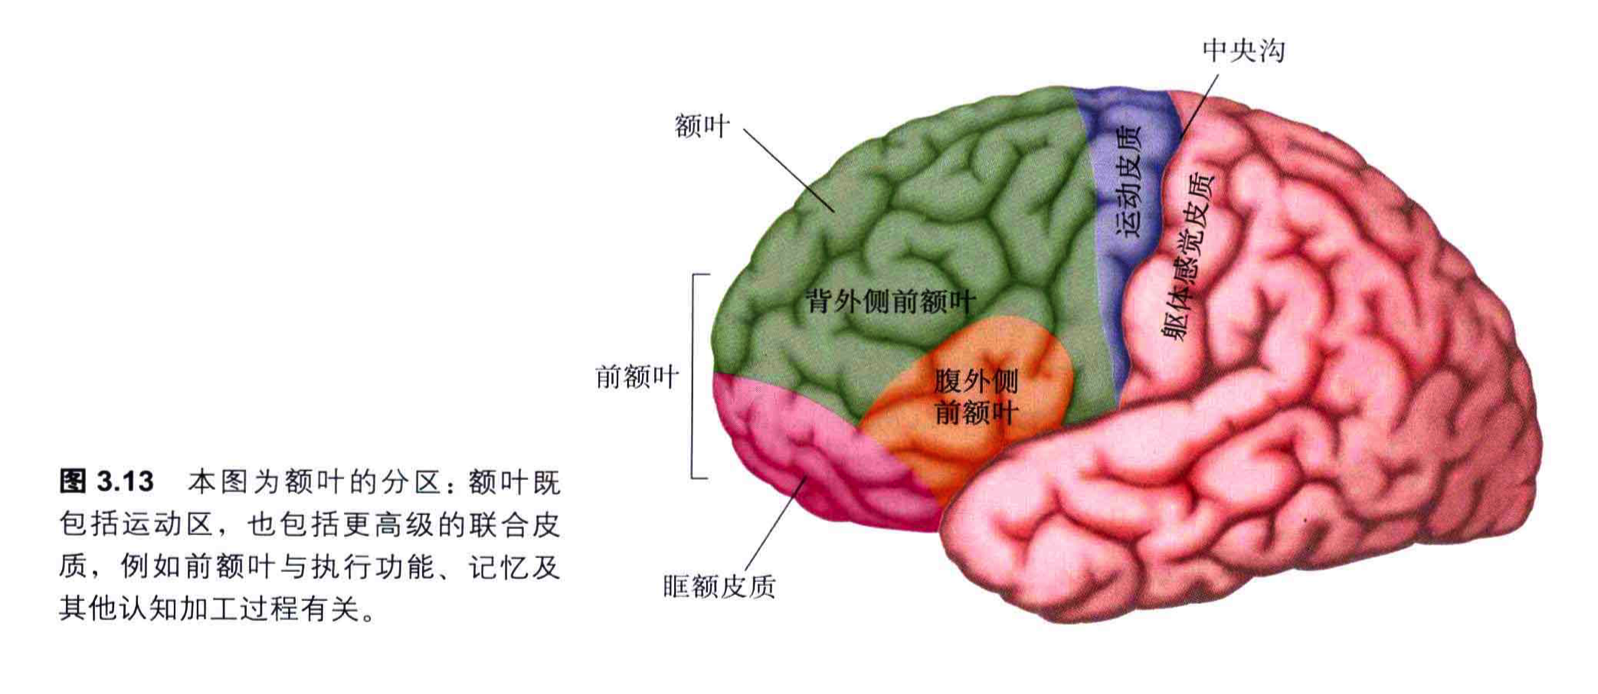 中央沟
额叶
运动皮质
躯体感觉皮质
背外侧前额叶
前额叶
腹外侧
前额叶
眶额皮质
图 3.13 本图为额叶的分区：额叶既
包括运动区，也包括更高级的联合皮
质，例如前额叶与执行功能、记忆及
其他认知加工过程有关。